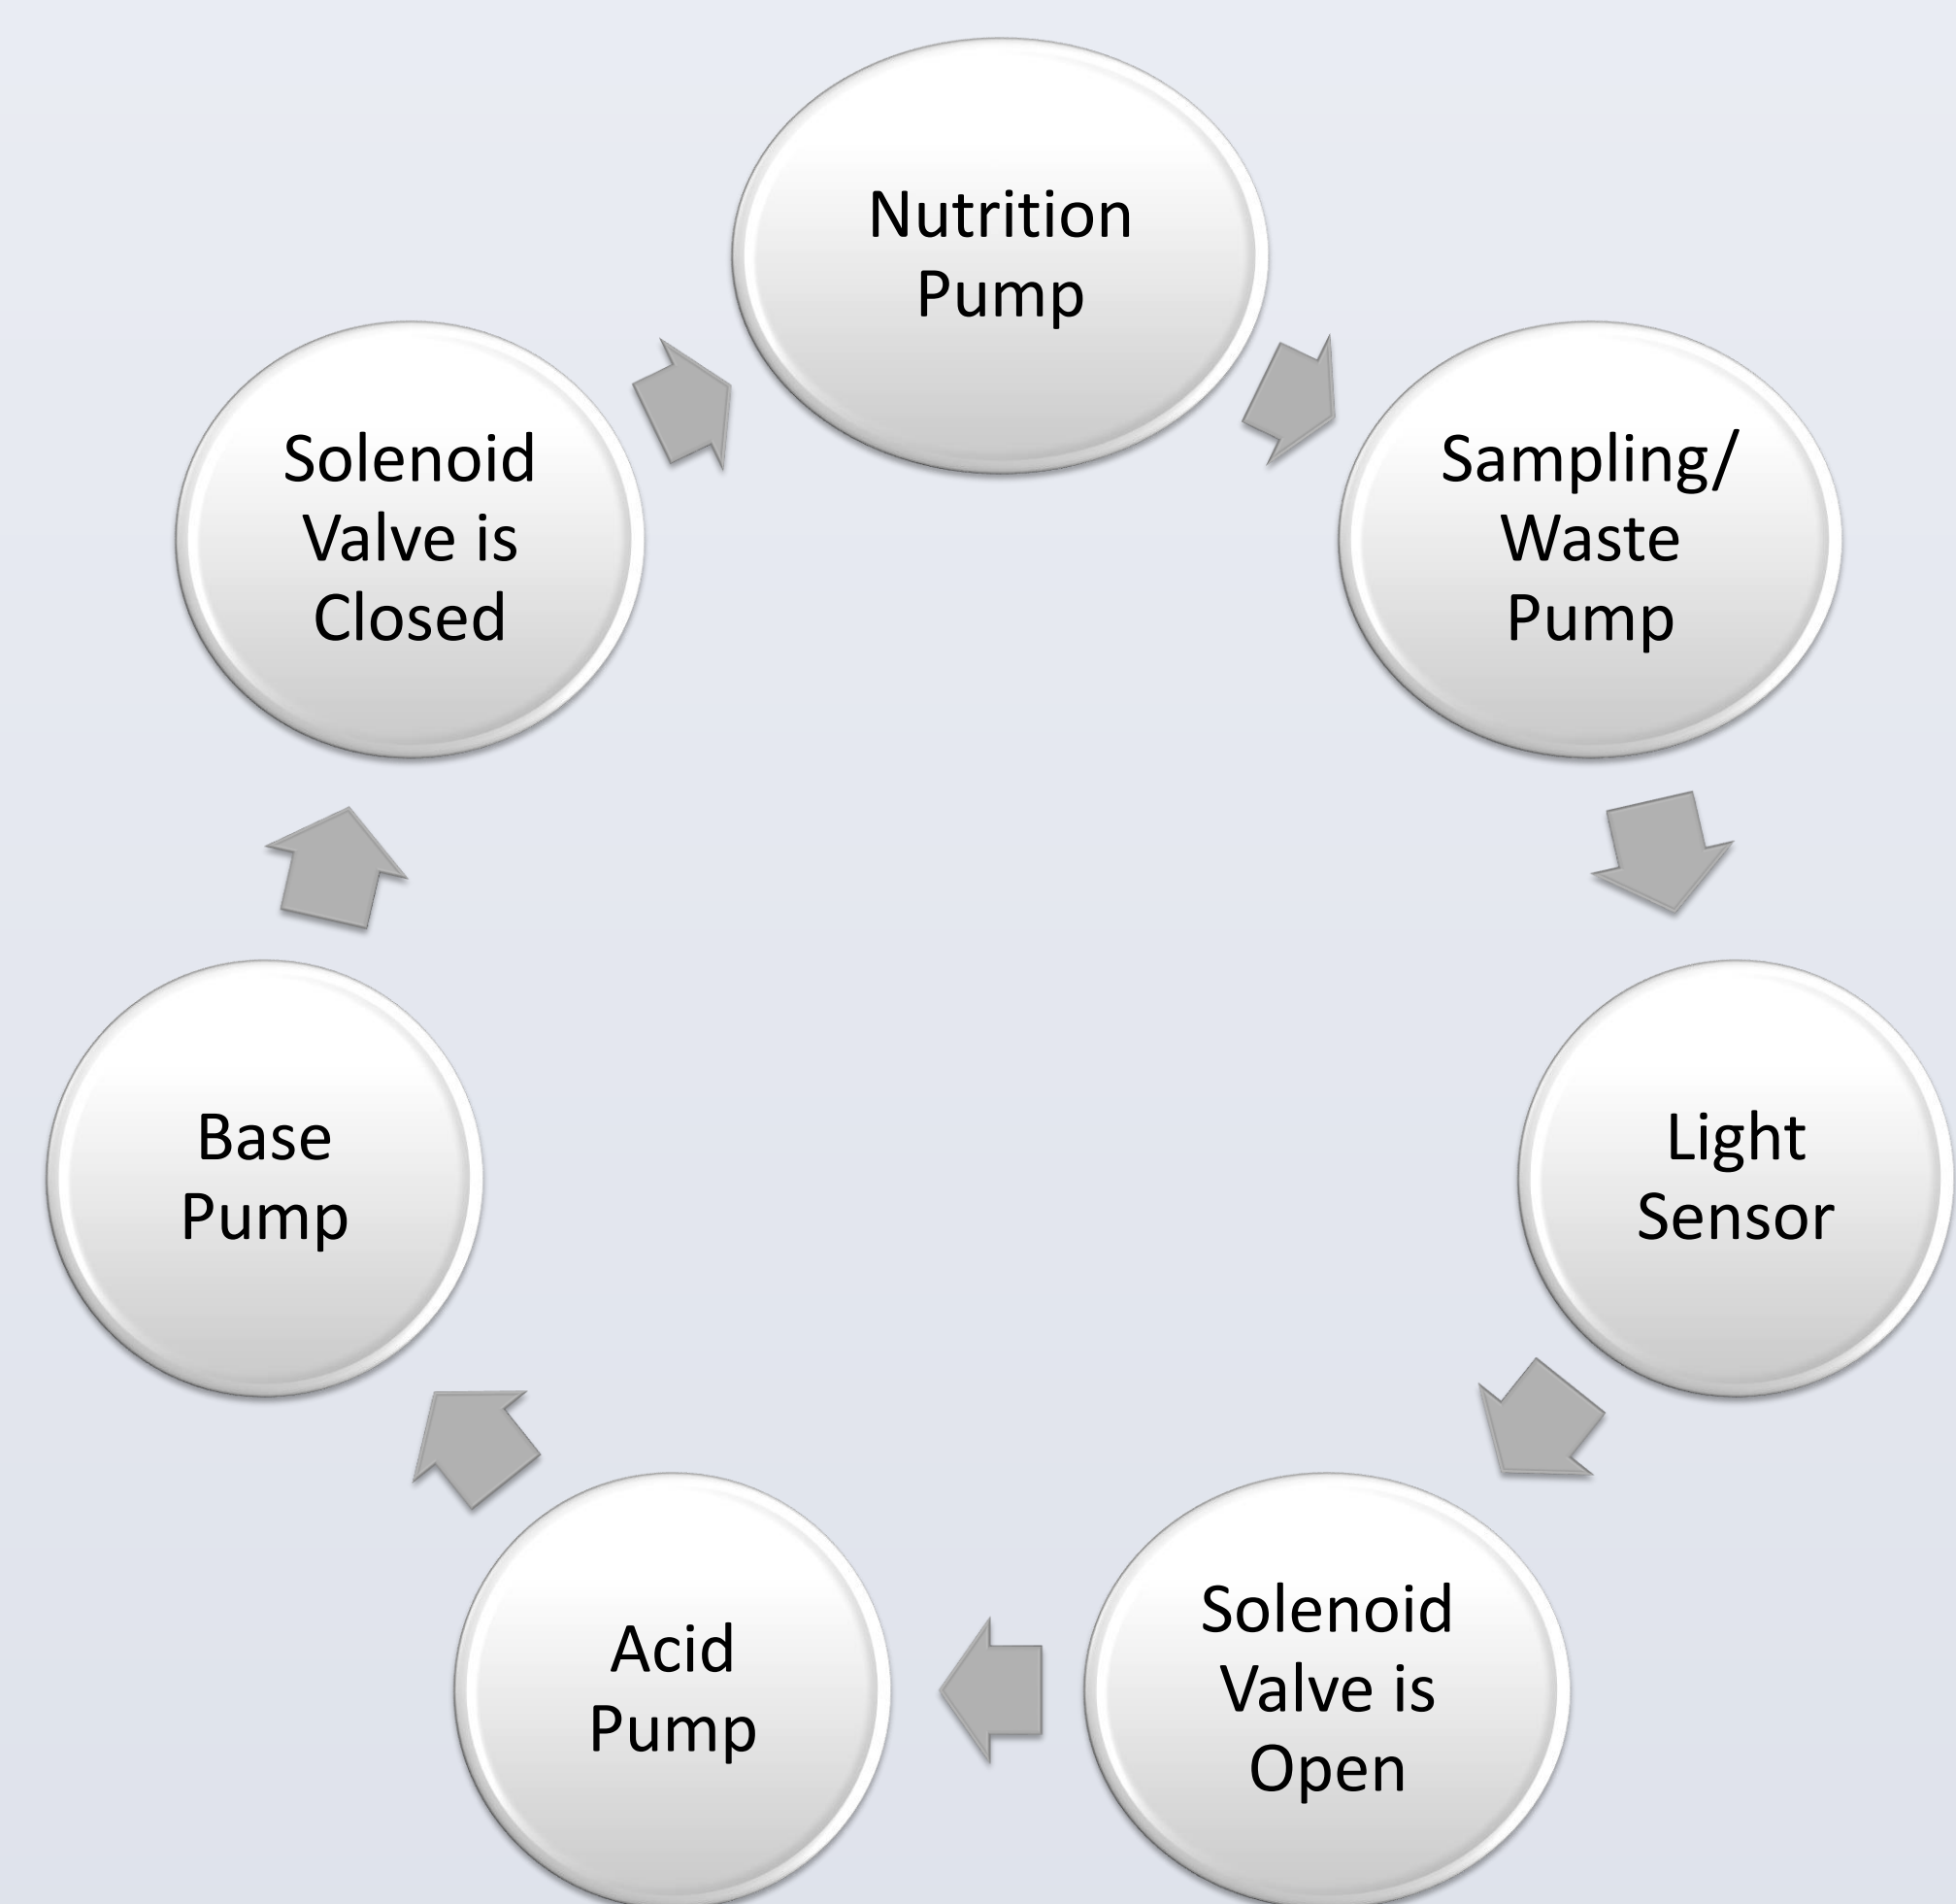 Nutrition
Pump
Sampling/
Waste
Pump
Light
Sensor
Solenoid
Valve is
Open
Acid
Pump
Base
Pump
Solenoid
Valve is
Closed